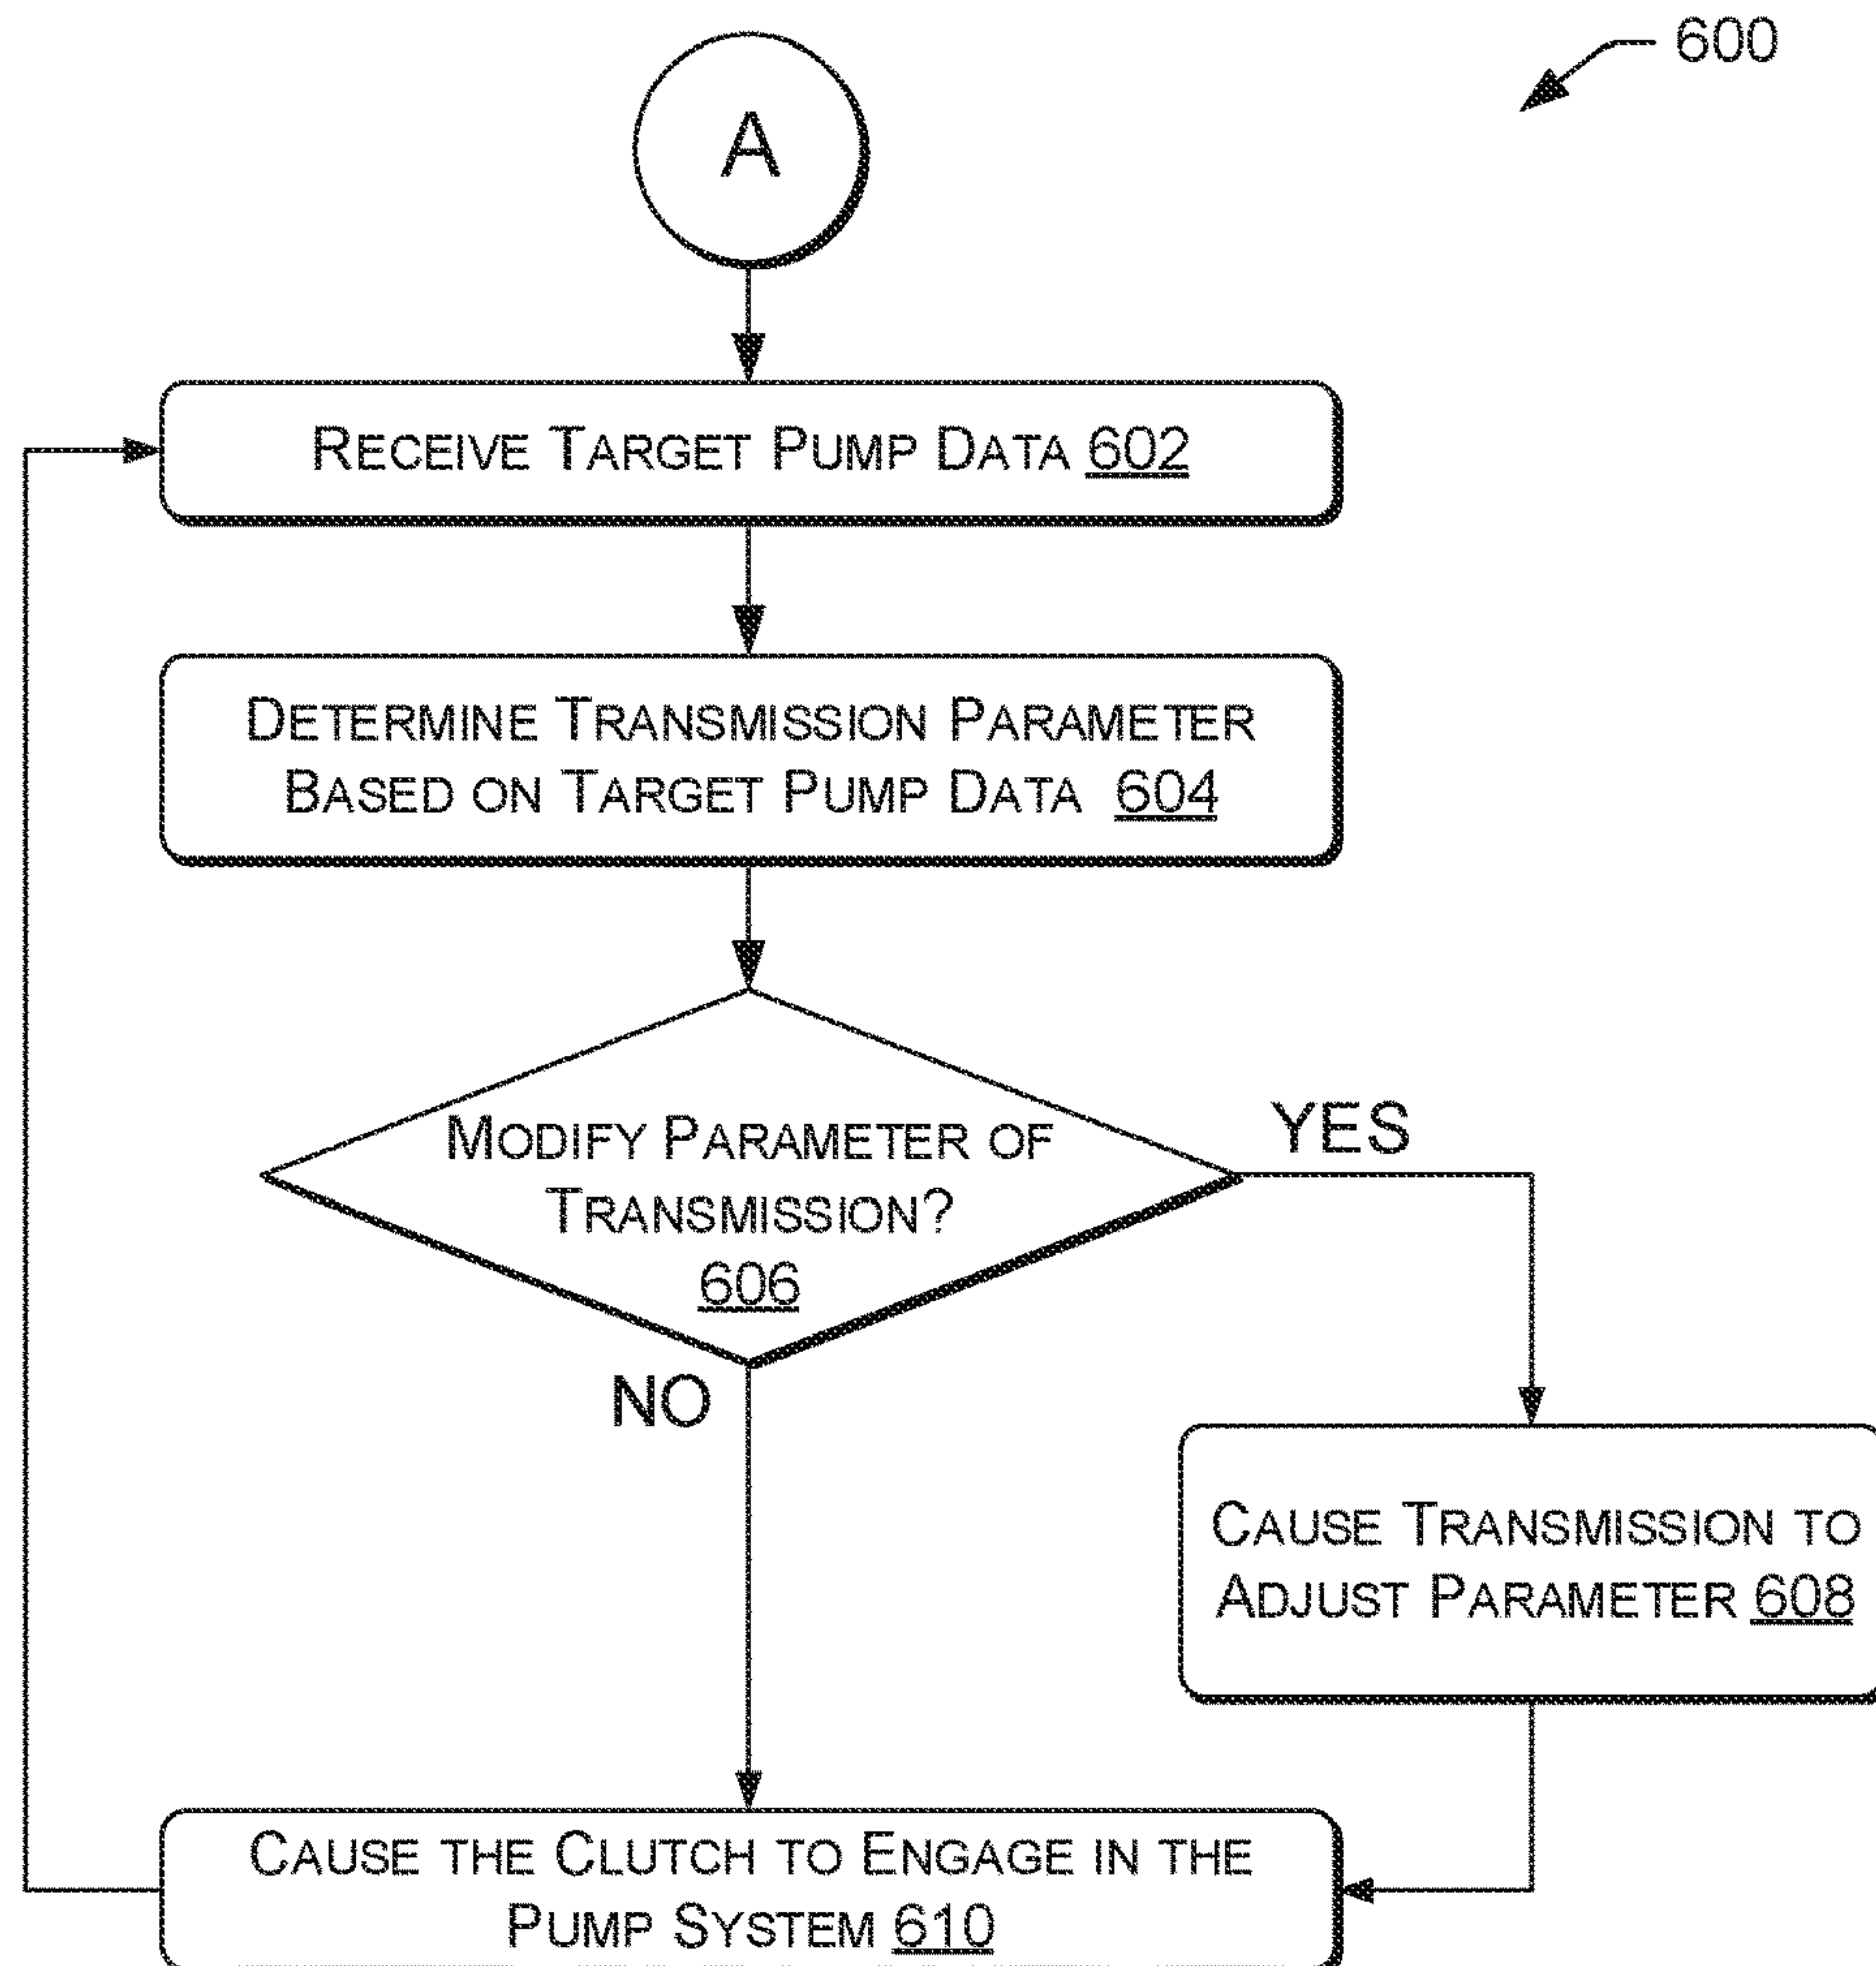 600
A
RECEIVE TARGET PUMP DATA 602
DETERMINE TRANSMISSION PARAMETER
BASED ON TARGET PUMP DATA 604
MODIFY PARAMETER OF
TRANSMISSION?
606
YES
NO
CAUSE TRANSMISSION TO
ADJUST PARAMETER 608
CAUSE THE CLUTCH TO ENGAGE IN THE
PUMP SYSTEM 610